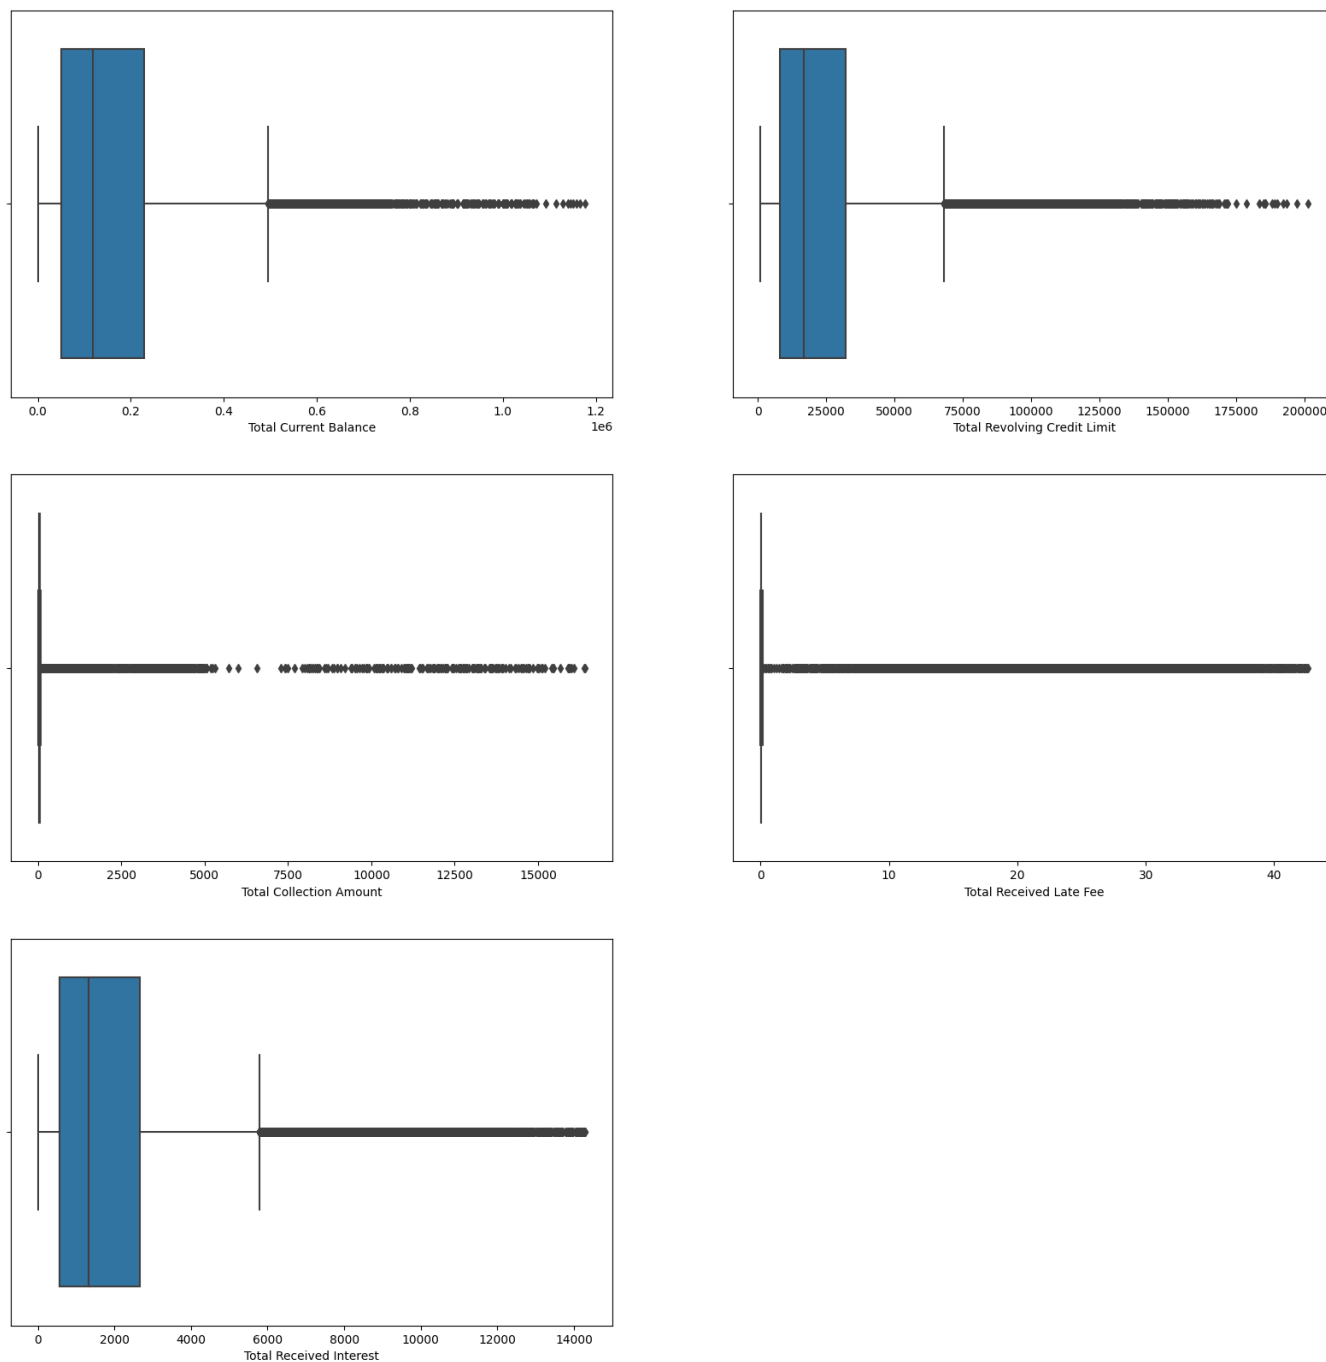 0.0 0.2 0.4 0.6 0.8 1.0 1.2
Total Current Balance
1e6
0 25000 50000 75000 100000 125000 150000 175000 200000
Total Revolving Credit Limit
0 2500 5000 7500 10000 12500 15000
Total Collection Amount
0 10 20 30 40
Total Received Late Fee
0 2000 4000 6000 8000 10000 12000 14000
Total Received Interest